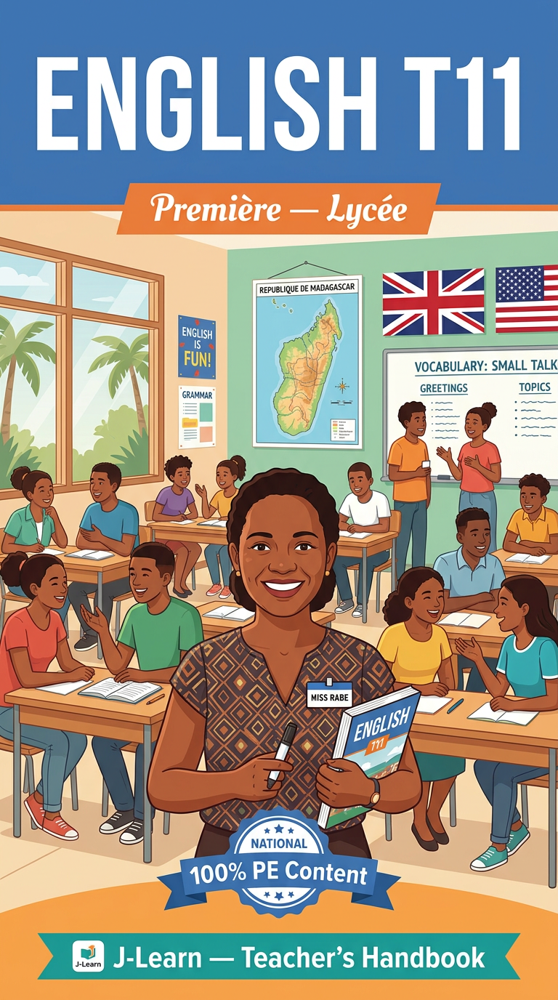 ENGLISH T11
Première — Lycée
REPUBLIQUE DE MADAGASCAR
ENGLISH
IS
FUN!
GRAMMAR
VOCABULARY: SMALL TALK
GREETINGS
TOPICS
MISS RABE
ENGLISH
T11
NATIONAL
100% PE Content
J-Learn
J-Learn — Teacher's Handbook